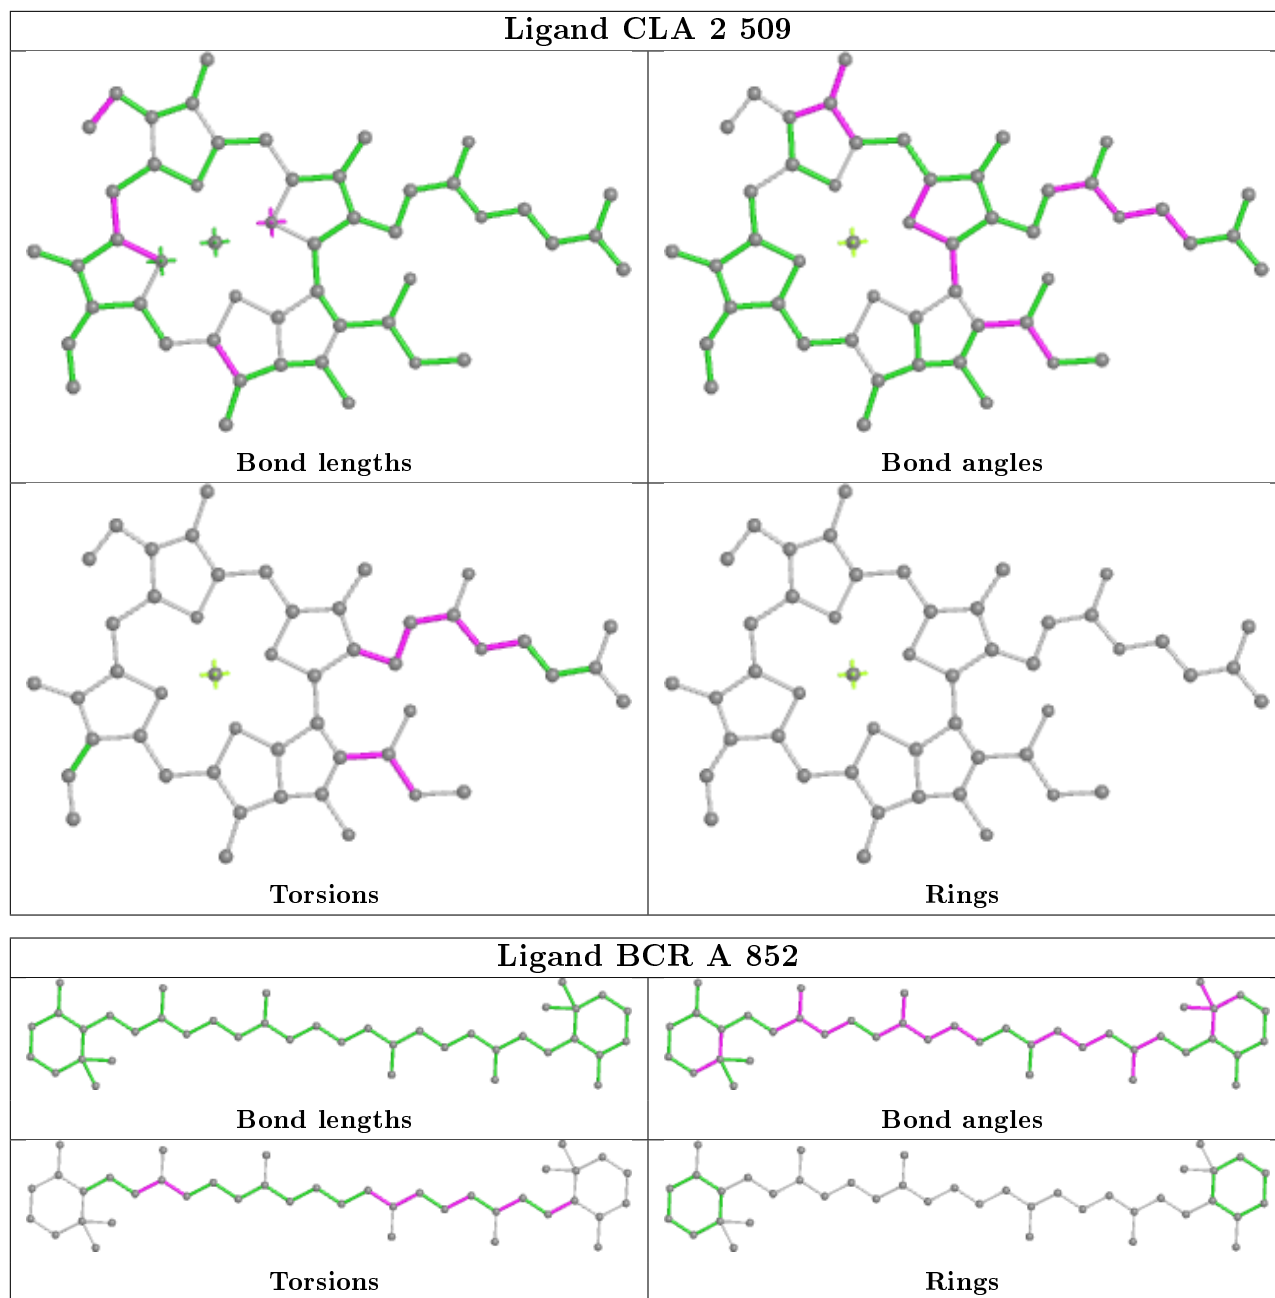 Ligand CLA 2 509
Bond lengths
Bond angles
Torsions
Rings
Ligand BCR A 852
Bond lengths
Bond angles
Torsions
Rings